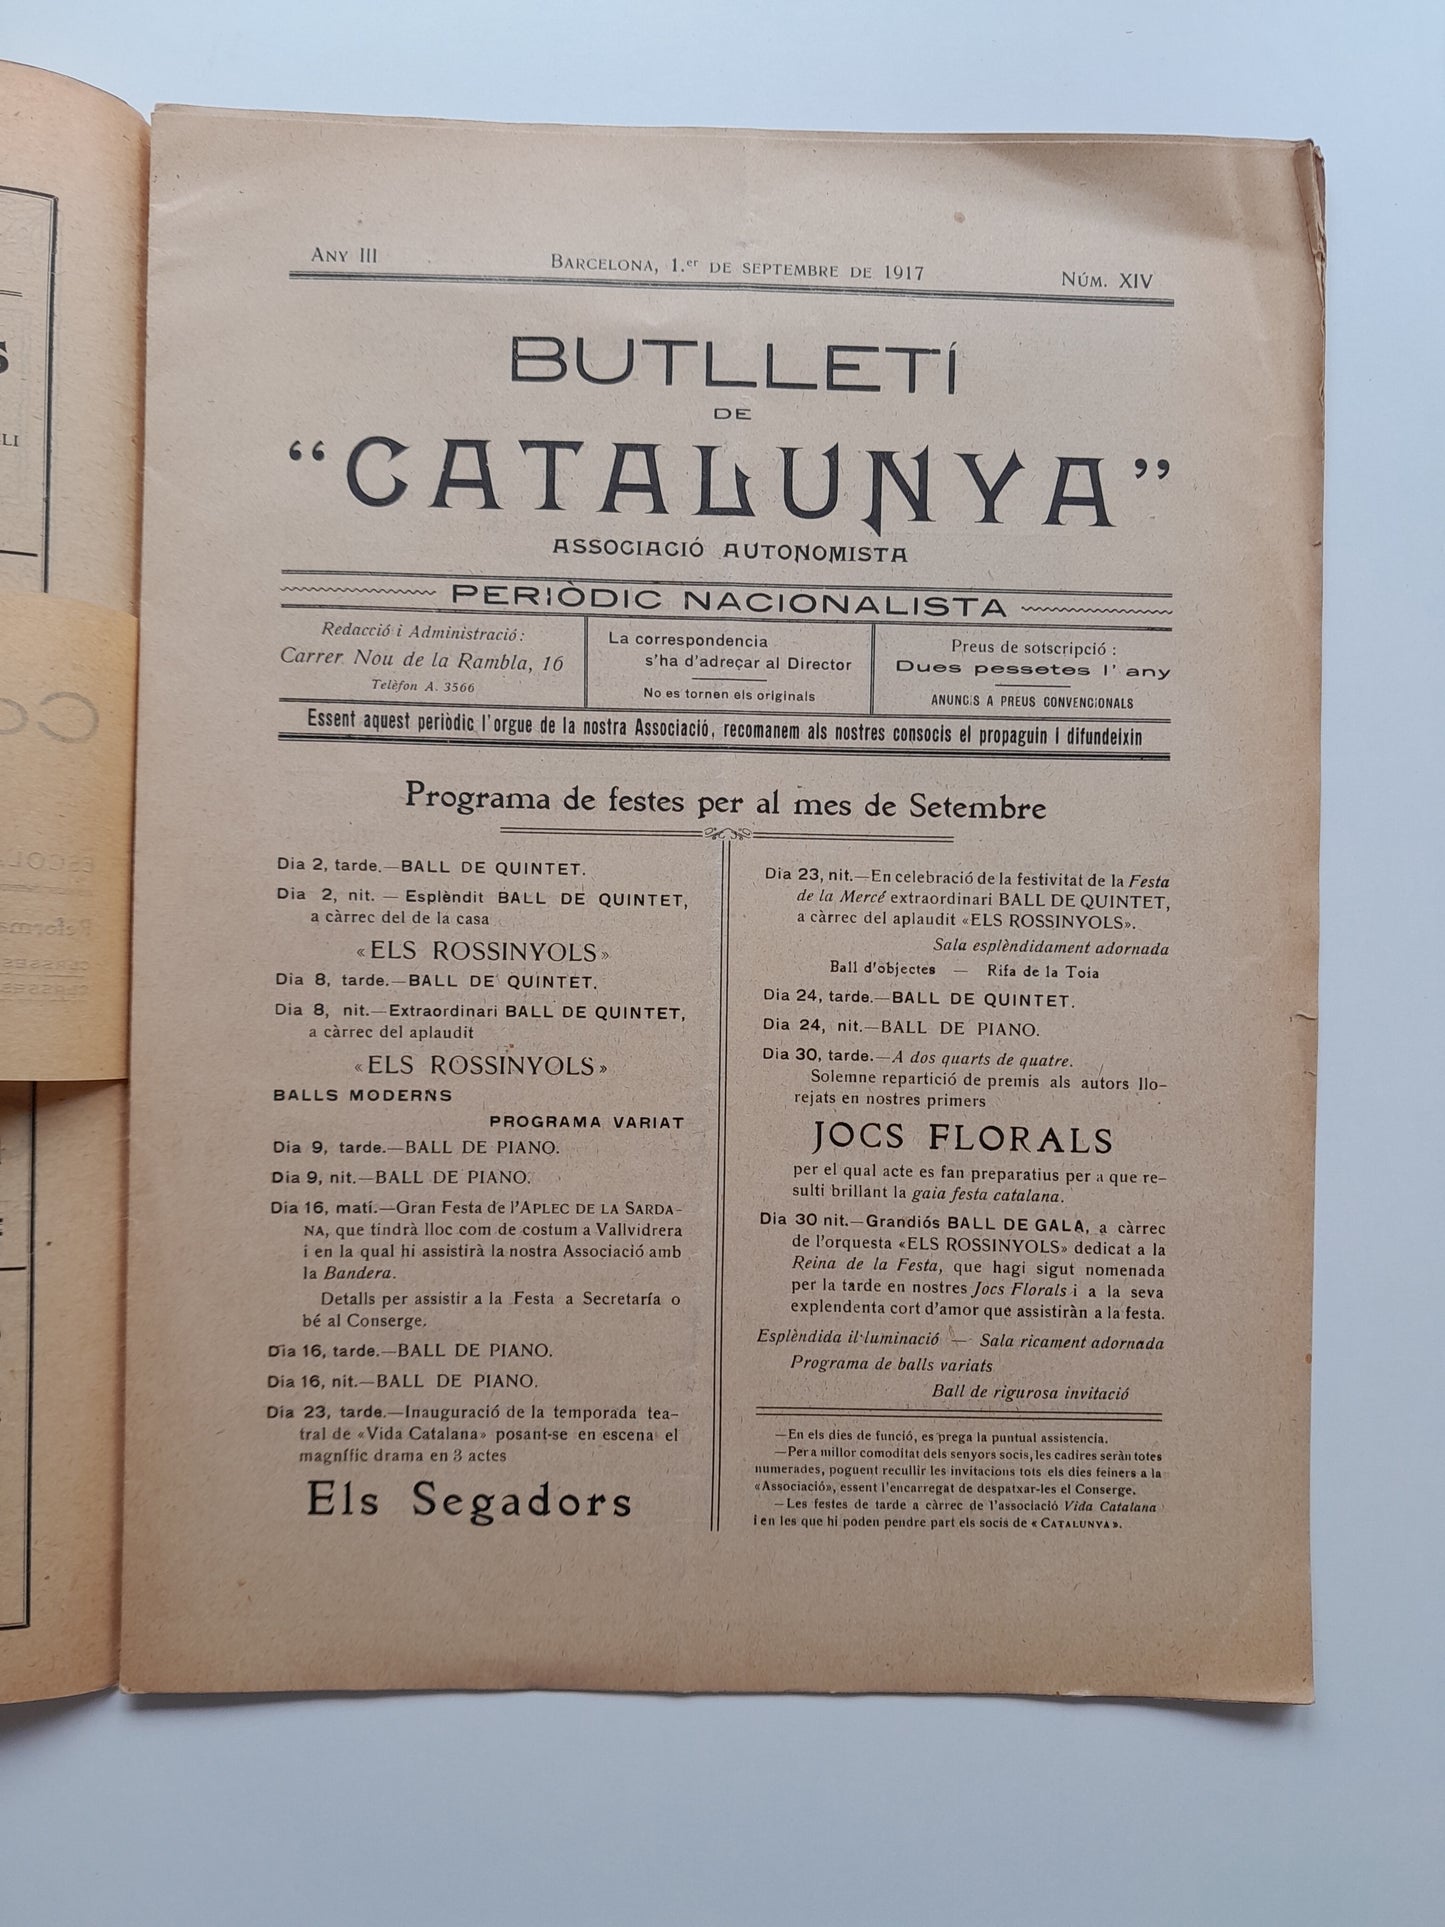 Any III
Barcelona, 1.er de septembre de 1917
Núm. XIV
BUTLLETÍ
DE
“CATALUNYA”
ASSOCIACIÓ AUTONOMISTA
PERIÒDIC NACIONALISTA
Redacció i Administració:
Carrer Nou de la Rambla, 16
Telèfon A. 3566
La correspondencia
s'ha d'adreçar al Director
No es tornen els originals
Preus de sotscripció :
Dues pessetes l' any
ANUNCIS A PREUS CONVENCIONALS
Essent aquest periòdic l'orgue de la nostra Associació, recomanem als nostres consocis el propaguin i difundeixin
Programa de festes per al mes de Setembre
Dia 2, tarde.—BALL DE QUINTET.
Dia 2, nit. — Esplèndit BALL DE QUINTET,
a càrrec del de la casa
«ELS ROSSINYOLS»
Dia 8, tarde.—BALL DE QUINTET.
Dia 8, nit.—Extraordinari BALL DE QUINTET,
a càrrec del aplaudit
«ELS ROSSINYOLS»
BALLS MODERNS
PROGRAMA VARIAT
Dia 9, tarde.—BALL DE PIANO.
Dia 9, nit.—BALL DE PIANO.
Dia 16, matí.—Gran Festa de l'Aplec de la Sarda-
na, que tindrà lloc com de costum a Vallvidrera
i en la qual hi assistirà la nostra Associació amb
la Bandera.
Detalls per assistir a la Festa a Secretaría o
bé al Conserge.
Dia 16, tarde.—BALL DE PIANO.
Dia 16, nit.—BALL DE PIANO.
Dia 23, tarde.—Inauguració de la temporada tea-
tral de «Vida Catalana» posant-se en escena el
magnífic drama en 3 actes
Els Segadors
Dia 23, nit.—En celebració de la festivitat de la Festa
de la Mercé extraordinari BALL DE QUINTET,
a càrrec del aplaudit «ELS ROSSINYOLS».
Sala esplèndidament adornada
Ball d'objectes — Rifa de la Toia
Dia 24, tarde.—BALL DE QUINTET.
Dia 24, nit.—BALL DE PIANO.
Dia 30, tarde.—A dos quarts de quatre.
Solemne repartició de premis als autors llo-
rejats en nostres primers
JOCS FLORALS
per el qual acte es fan preparatius per a que re-
sulti brillant la gaia festa catalana.
Dia 30 nit.—Grandiós BALL DE GALA, a càrrec
de l'orquesta «ELS ROSSINYOLS» dedicat a la
Reina de la Festa, que hagi sigut nomenada
per la tarde en nostres Jocs Florals i a la seva
explendenta cort d'amor que assistiràn a la festa.
Esplèndida il·luminació — Sala ricament adornada
Programa de balls variats
Ball de rigurosa invitació
—En els dies de funció, es prega la puntual assistencia.
—Per a millor comoditat dels senyors socis, les cadires seràn totes
numerades, poguent recullir les invitacions tots els dies feiners a la
«Associació», essent l'encarregat de despatxar-les el Conserge.
—Les festes de tarde a càrrec de l'associació Vida Catalana
i en les que hi poden pendre part els socis de «Catalunya».